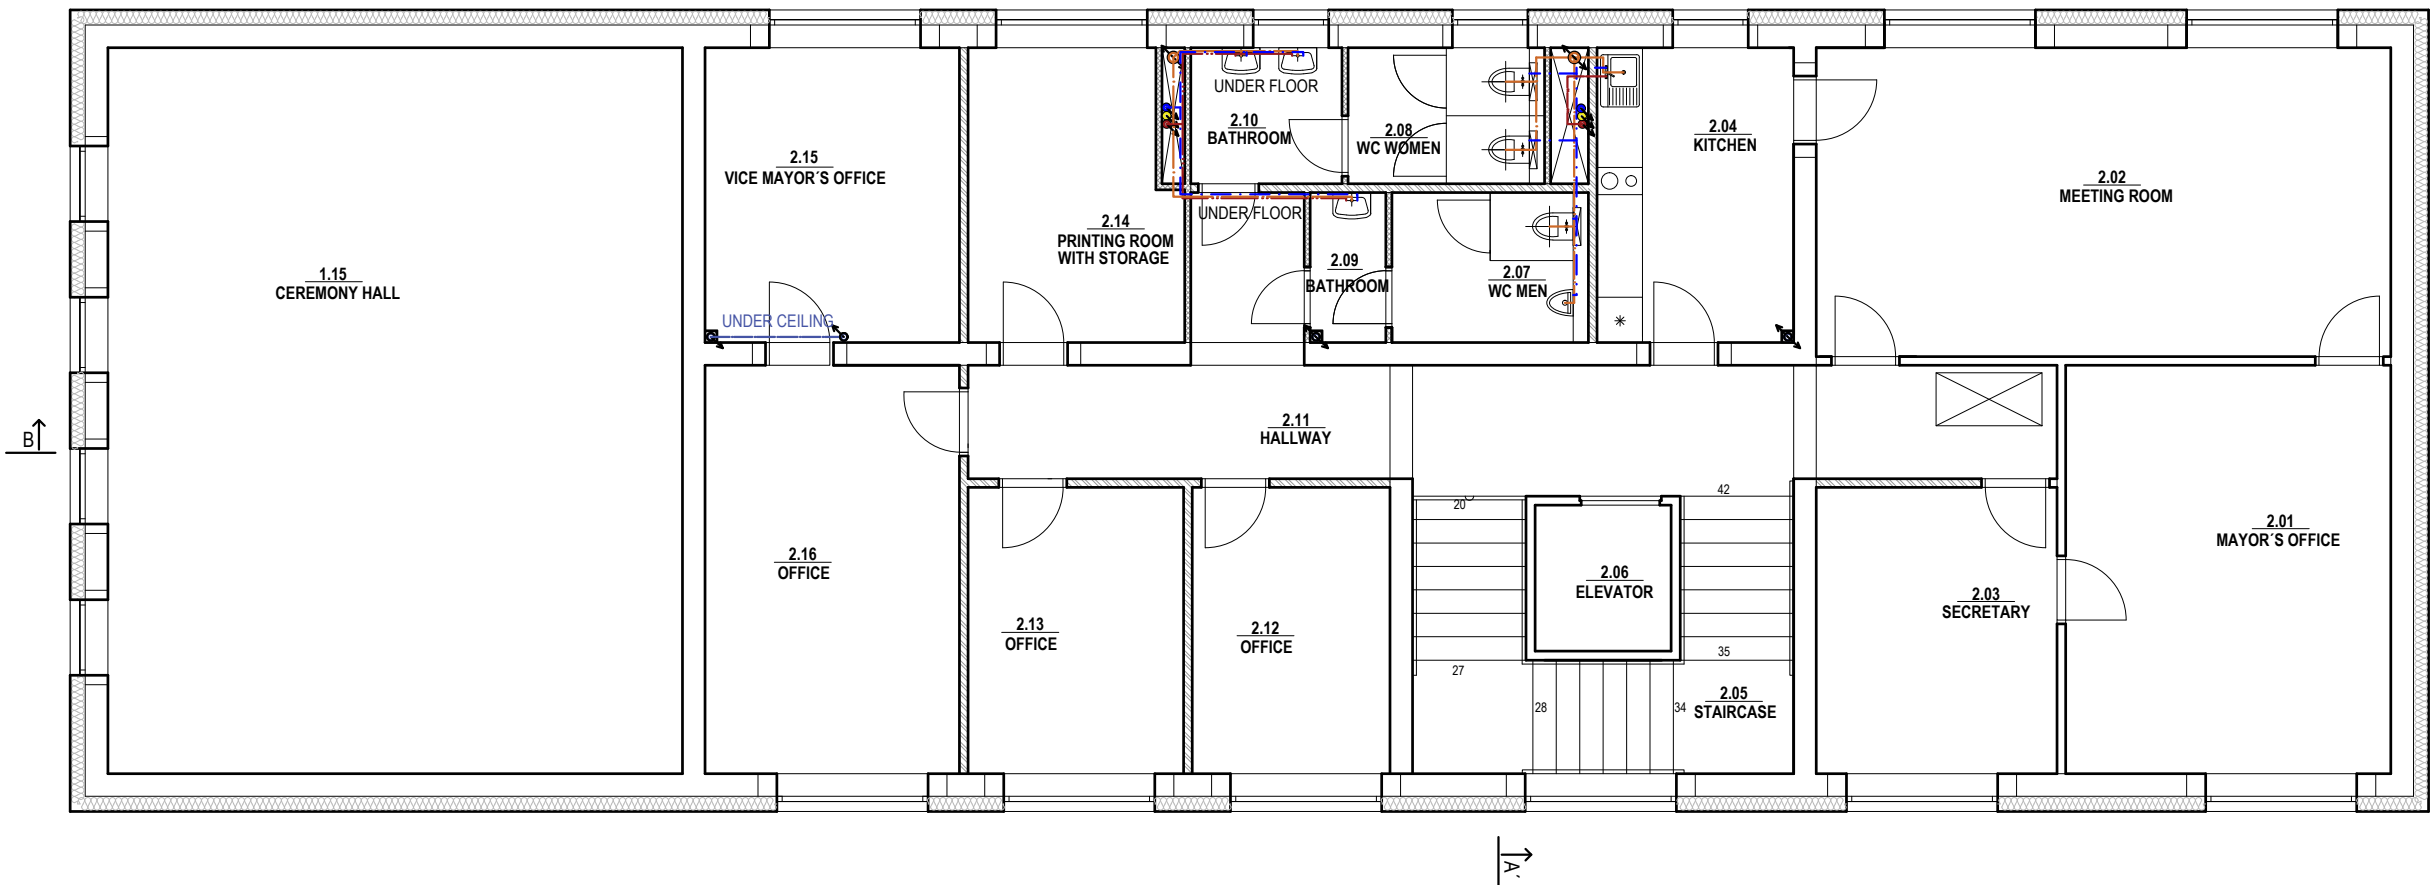 UNDER FLOOR
2.10
BATHROOM
2.08
WC WOMEN
2.04
KITCHEN
2.15
VICE MAYOR´S OFFICE
2.02
MEETING ROOM
UNDER FLOOR
2.14
PRINTING ROOM
WITH STORAGE
2.09
BATHROOM
2.07
WC MEN
1.15
CEREMONY HALL
UNDER CEILING
2.11
HALLWAY
B
20
42
2.01
MAYOR´S OFFICE
2.16
OFFICE
2.06
ELEVATOR
2.03
SECRETARY
2.13
OFFICE
2.12
OFFICE
27
35
2.05
STAIRCASE
28
34
A´